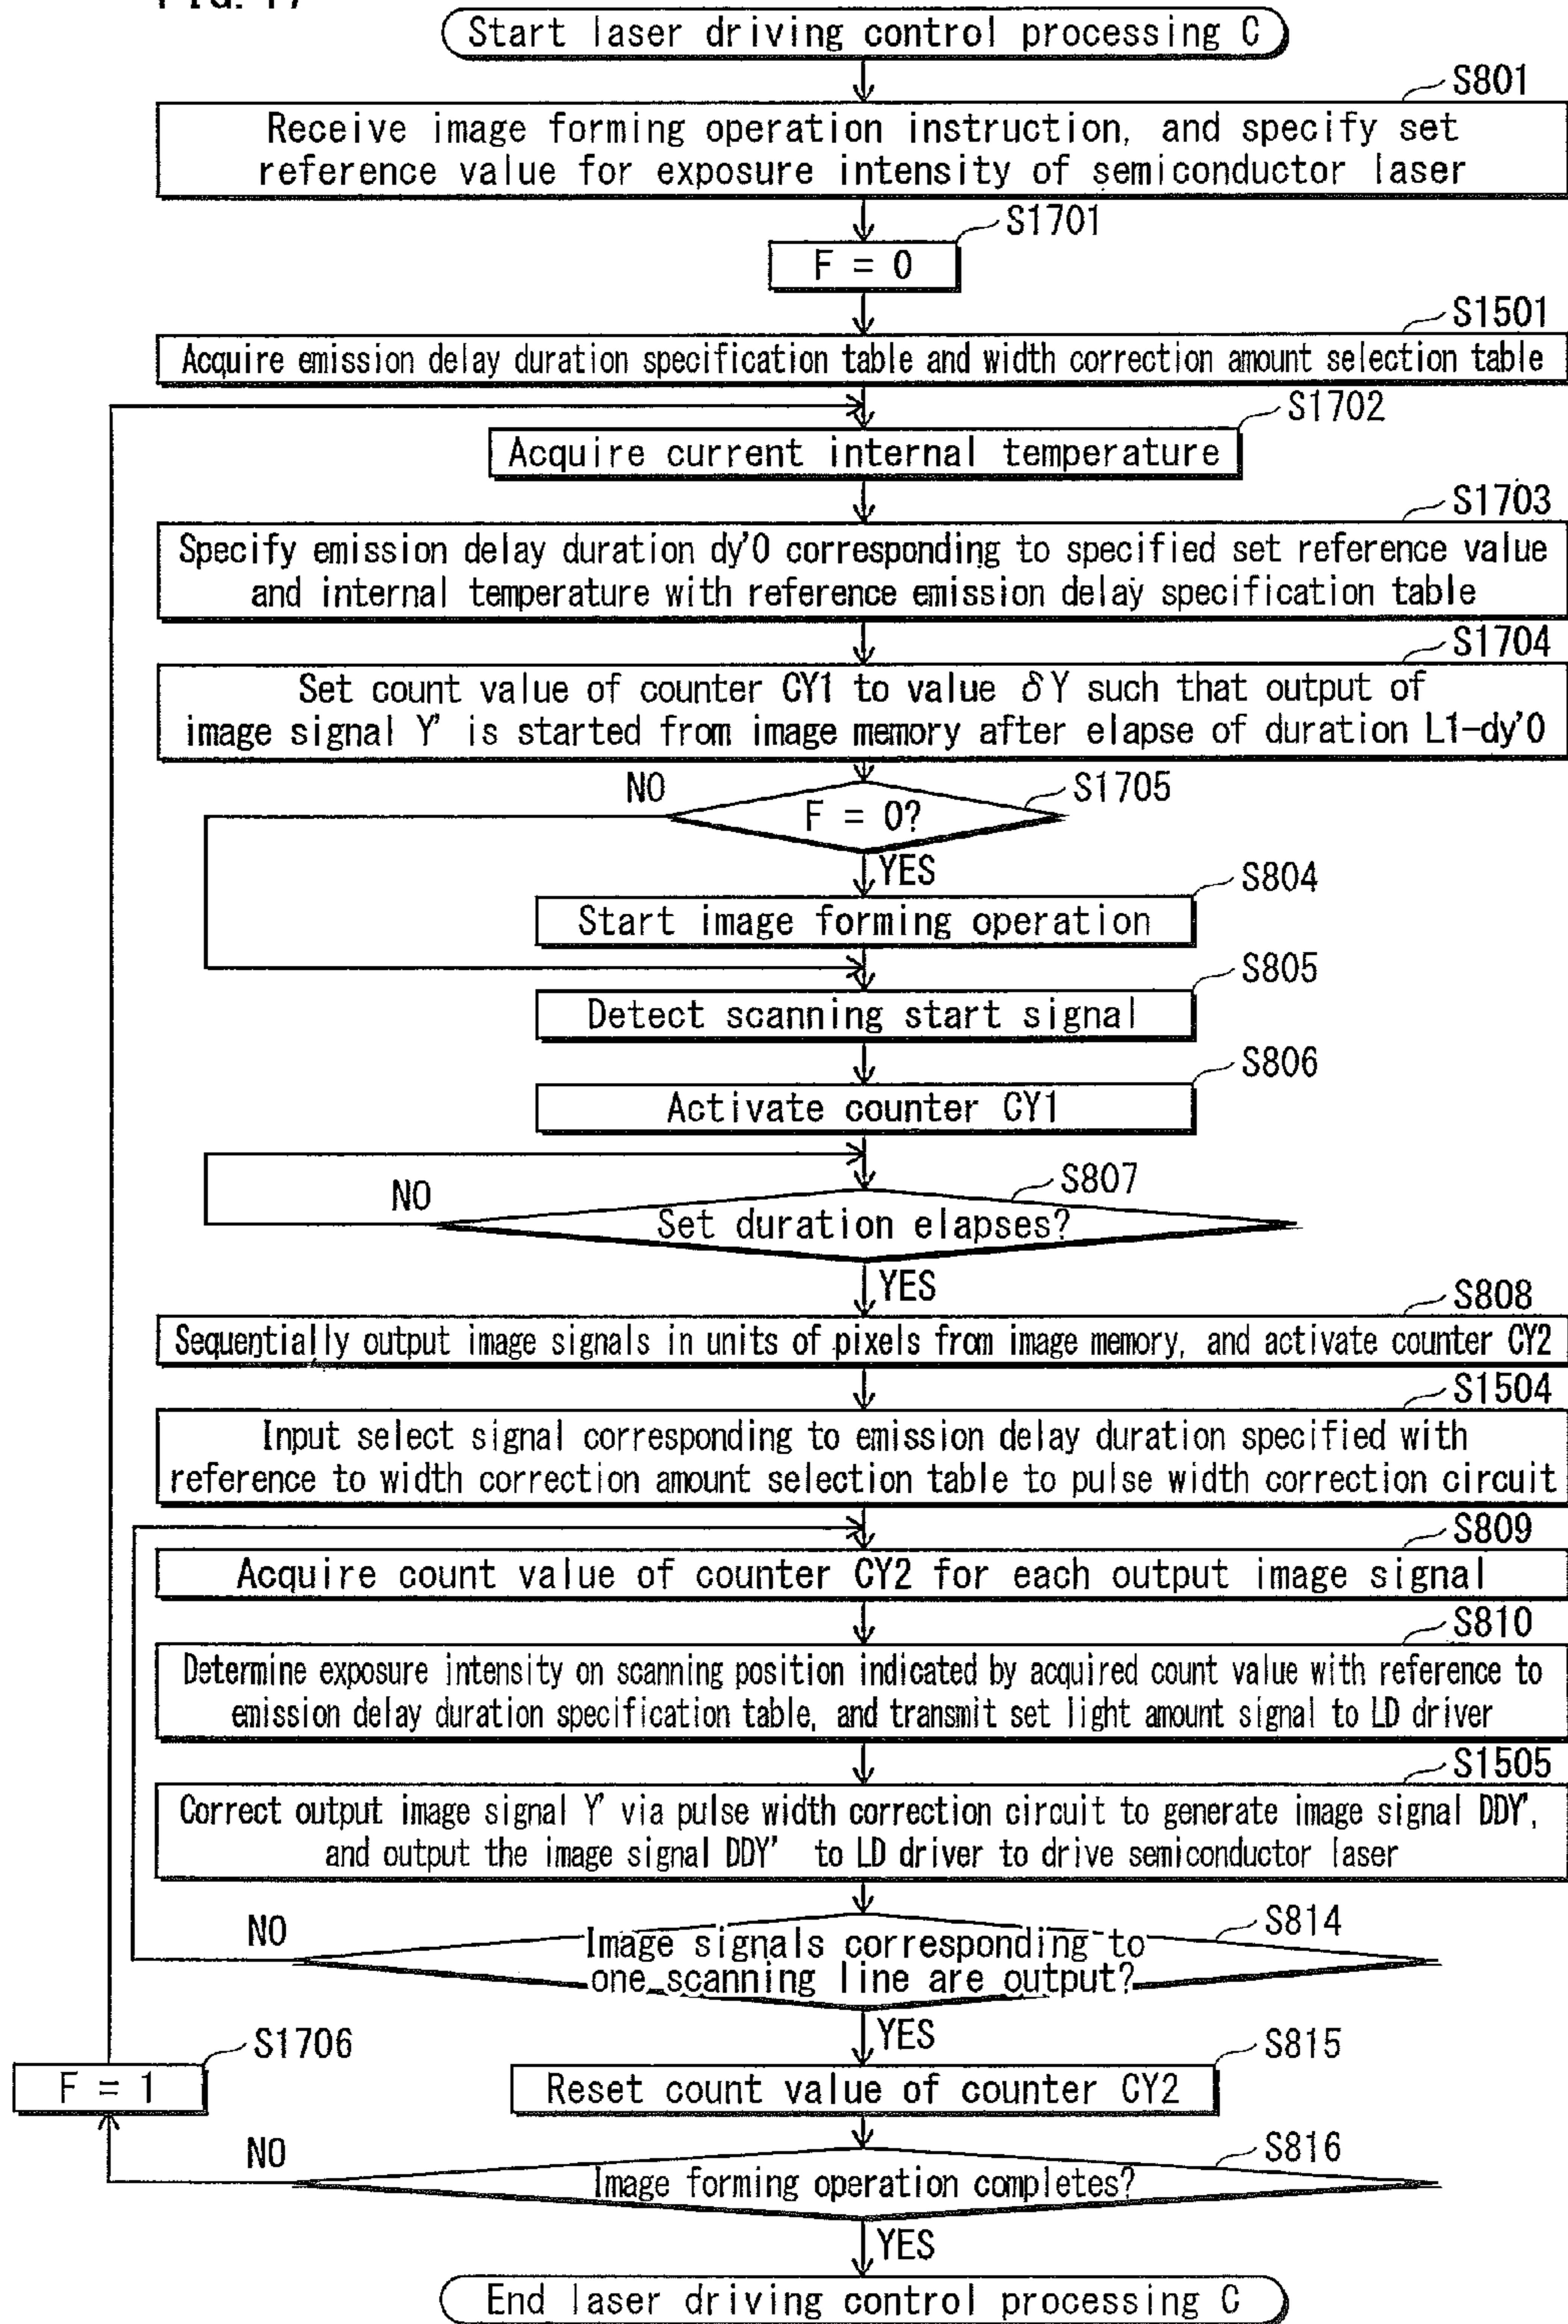 FIG. 17
Start laser driving control processing C
S801
Receive image forming operation instruction, and specify set
reference value for exposure intensity of semiconductor laser
S1701
F = 0
S1501
Acquire emission delay duration specification table and width correction amount selection table
S1702
Acquire current internal temperature
S1703
Specify emission delay duration dy'0 corresponding to specified set reference value
and internal temperature with reference emission delay specification table
S1704
Set count value of counter CY1 to value δY such that output of
image signal Y' is started from image memory after elapse of duration L1-dy'0
NO
S1705
F = 0?
YES
S804
Start image forming operation
S805
Detect scanning start signal
S806
Activate counter CY1
S807
NO
Set duration elapses?
YES
S808
Sequentially output image signals in units of pixels from image memory, and activate counter CY2
S1504
Input select signal corresponding to emission delay duration specified with
reference to width correction amount selection table to pulse width correction circuit
S809
Acquire count value of counter CY2 for each output image signal
S810
Determine exposure intensity on scanning position indicated by acquired count value with reference to
emission delay duration specification table, and transmit set light amount signal to LD driver
S1505
Correct output image signal Y' via pulse width correction circuit to generate image signal DDY',
and output the image signal DDY' to LD driver to drive semiconductor laser
NO
S814
Image signals corresponding to
one scanning line are output?
YES
S1706
F = 1
S815
Reset count value of counter CY2
NO
S816
Image forming operation completes?
YES
End laser driving control processing C